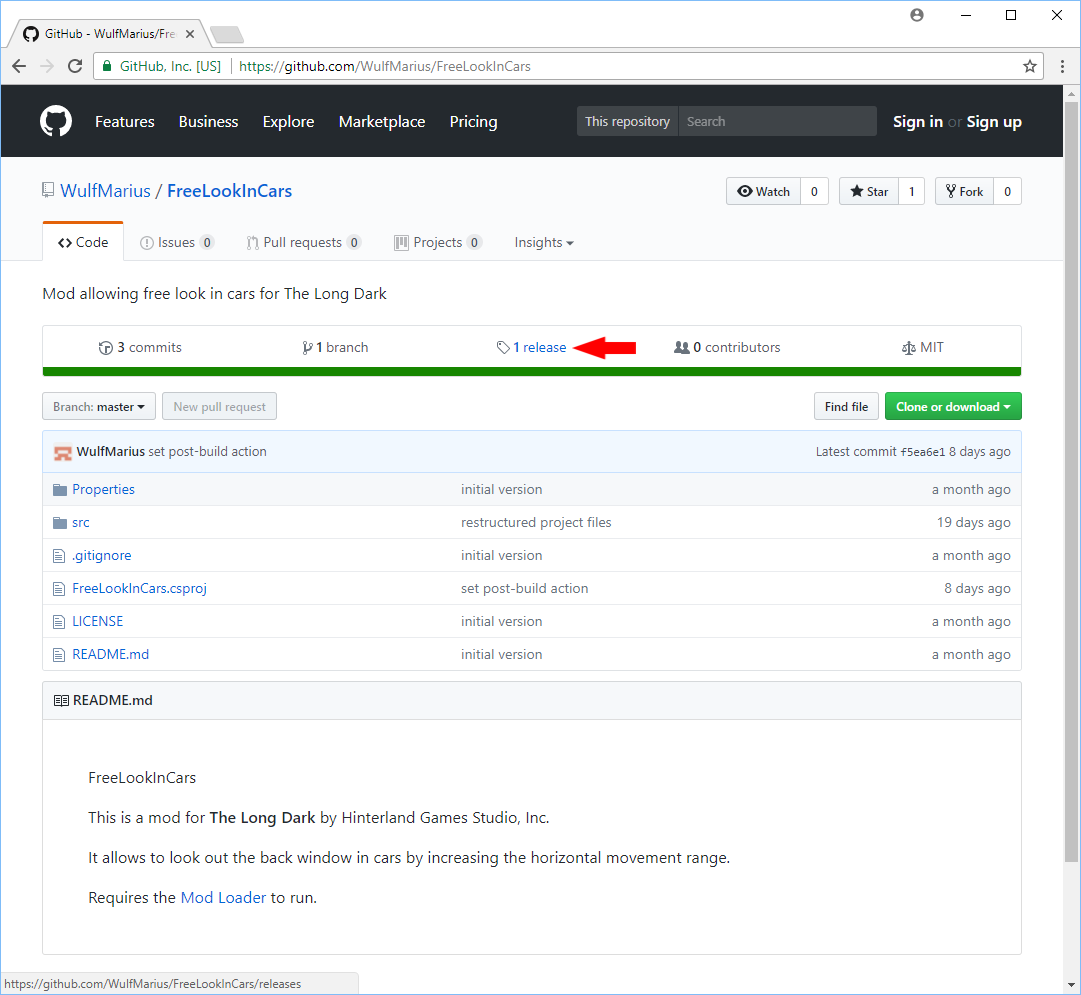 GitHub - WulfMarius/Fre
GitHub, Inc. [US] https://github.com/WulfMarius/FreeLookInCars
Features Business Explore Marketplace Pricing This repository Search Sign in or Sign up
WulfMarius / FreeLookInCars Watch 0 Star 1 Fork 0
Code Issues 0 Pull requests 0 Projects 0 Insights
Mod allowing free look in cars for The Long Dark
3 commits 1 branch 1 release 0 contributors MIT
Branch: master New pull request Find file Clone or download
WulfMarius set post-build action Latest commit f5ea6e1 8 days ago
Properties initial version a month ago
src restructured project files 19 days ago
.gitignore initial version a month ago
FreeLookInCars.csproj set post-build action 8 days ago
LICENSE initial version a month ago
README.md initial version a month ago
README.md
FreeLookInCars
This is a mod for The Long Dark by Hinterland Games Studio, Inc.
It allows to look out the back window in cars by increasing the horizontal movement range.
Requires the Mod Loader to run.
https://github.com/WulfMarius/FreeLookInCars/releases